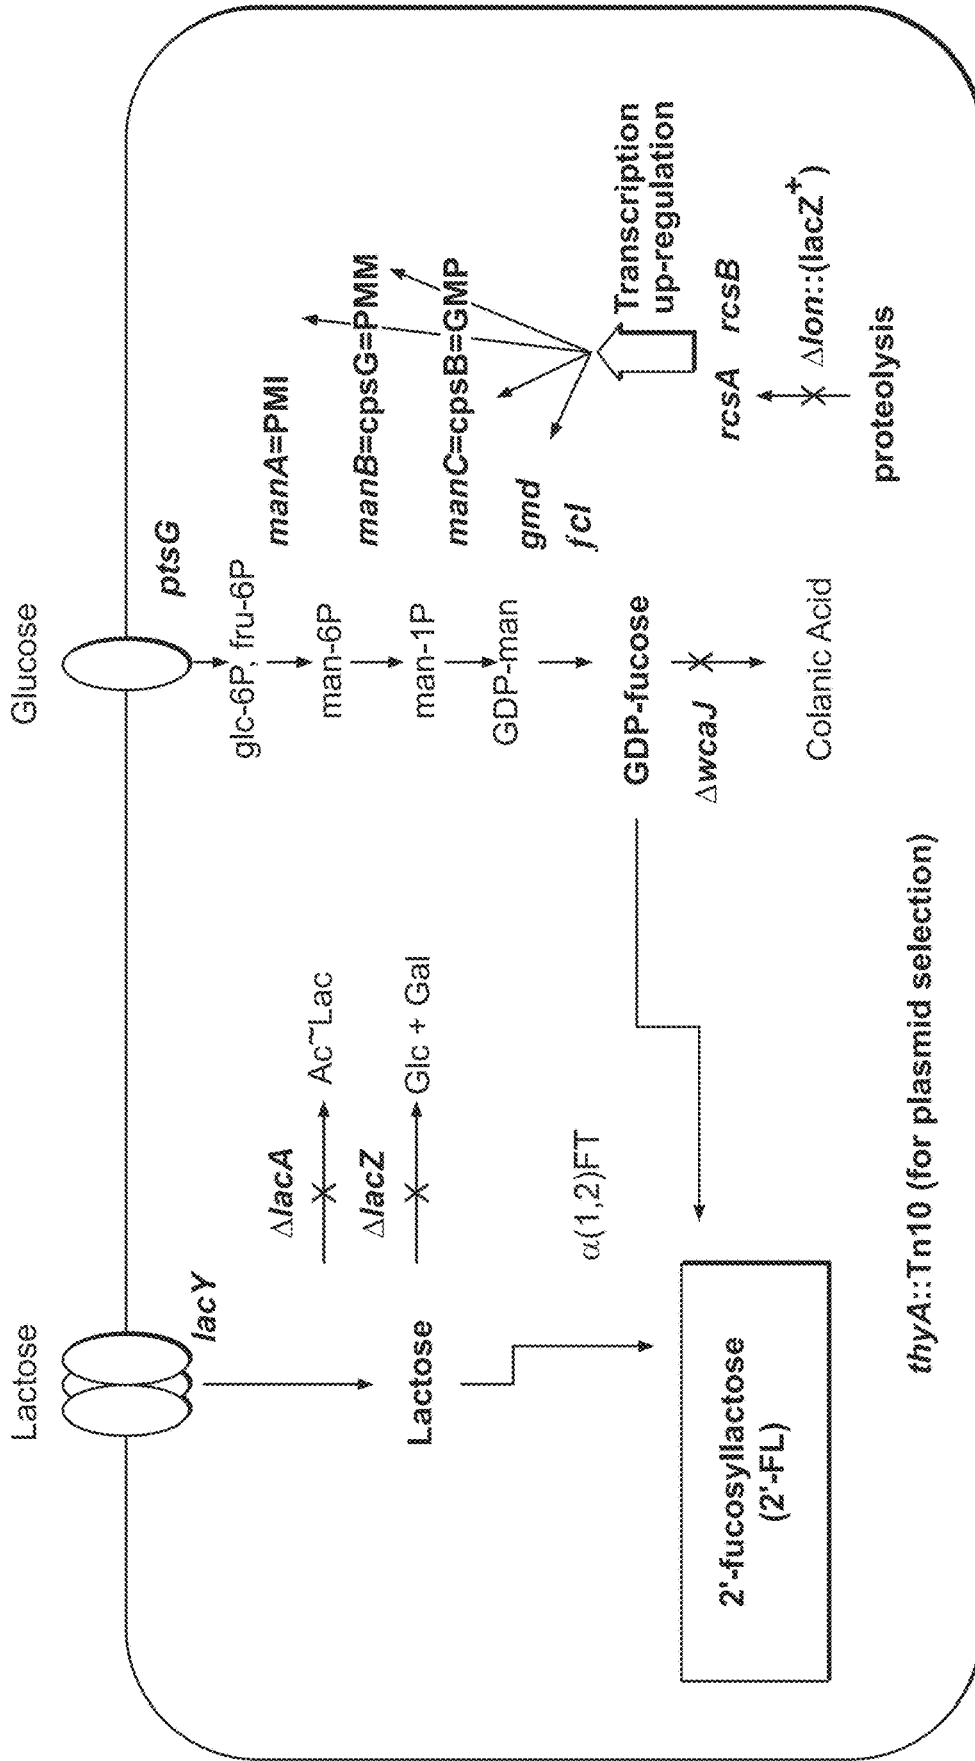 Lactose
Glucose
lacY
ptsG
glc-6P, fru-6P
ΔlacA
Ac~Lac
man-6P
manA=PMI
ΔlacZ
Lactose
Glc + Gal
man-1P
manB=cpsG=PMM
manC=cpsB=GMP
GDP-man
gmd
fcl
α(1,2)FT
GDP-fucose
Transcription
up-regulation
ΔwcaJ
rcsA rcsB
2'-fucosyllactose
(2'-FL)
Colanic Acid
Δlon::(lacZ⁺)
proteolysis
thyA::Tn10 (for plasmid selection)